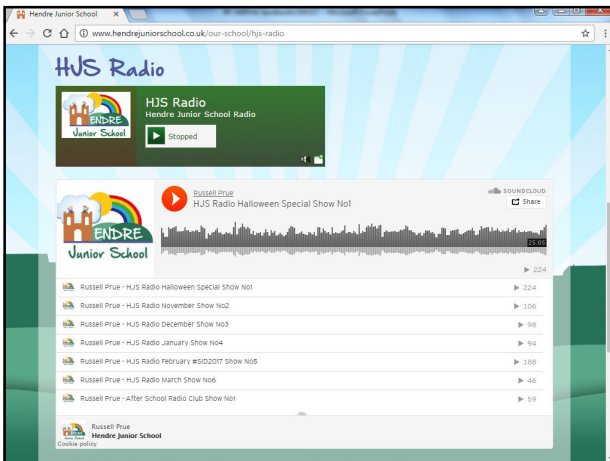 Hendre Junior School
www.hendrejuniorschool.co.uk/our-school/hjs-radio
HJS Radio
ENDRE
Junior School
HJS Radio
Hendre Junior School Radio
Stopped
ENDRE
Junior School
Russell Prue
HJS Radio Halloween Special Show No1
SOUNDCLOUD
Share
25:05
224
Russell Prue - HJS Radio Halloween Special Show No1 224
Russell Prue - HJS Radio November Show No2 106
Russell Prue - HJS Radio December Show No3 98
Russell Prue - HJS Radio January Show No4 94
Russell Prue - HJS Radio February #SID2017 Show No5 188
Russell Prue - HJS Radio March Show No6 46
Russell Prue - After School Radio Club Show No1 59
Russell Prue
Hendre Junior School
Cookie policy